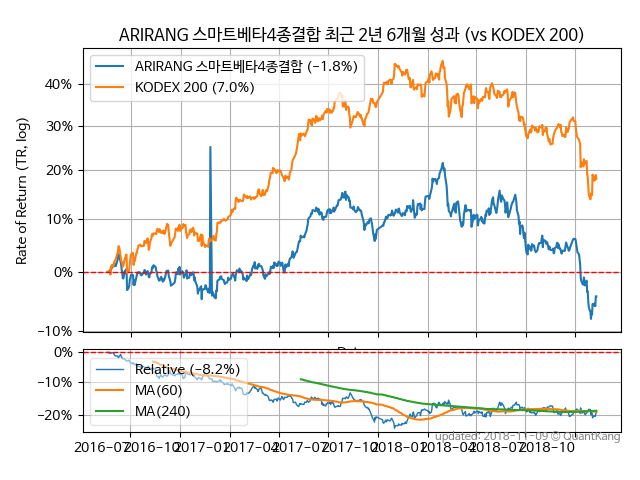 ARIRANG 스마트베타4종결합 최근 2년 6개월 성과 (vs KODEX 200)
ARIRANG 스마트베타4종결합 (−1.8%)
KODEX 200 (7.0%)
Rate of Return (TR, log)
40%
30%
20%
10%
0%
−10%
0%
−10%
−20%
Relative (−8.2%)
MA(60)
MA(240)
2016−07
2016−10
2017−01
2017−04
2017−07
2017−10
2018−01
2018−04
2018−07
2018−10
updated: 2018−11−09 © QuantKang